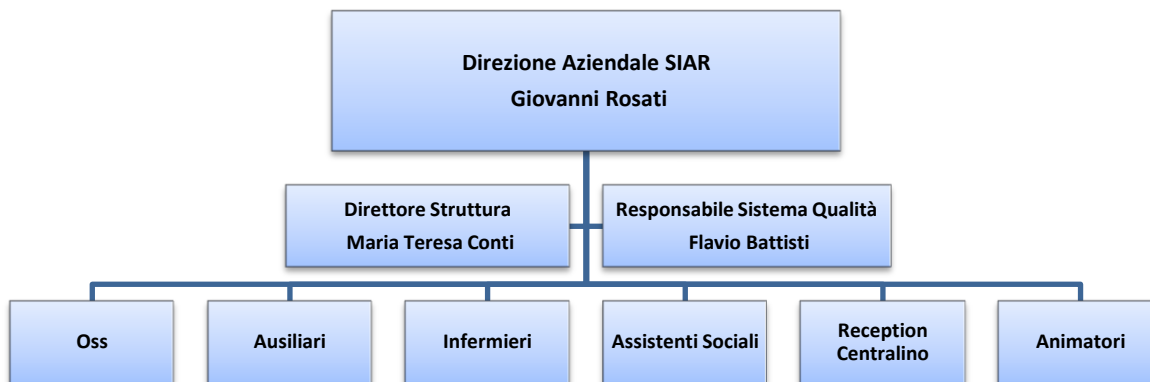 Direzione Aziendale SIAR
Giovanni Rosati
Direttore Struttura
Maria Teresa Conti
Responsabile Sistema Qualità
Flavio Battisti
Oss
Ausiliari
Infermieri
Assistenti Sociali
Reception
Centralino
Animatori